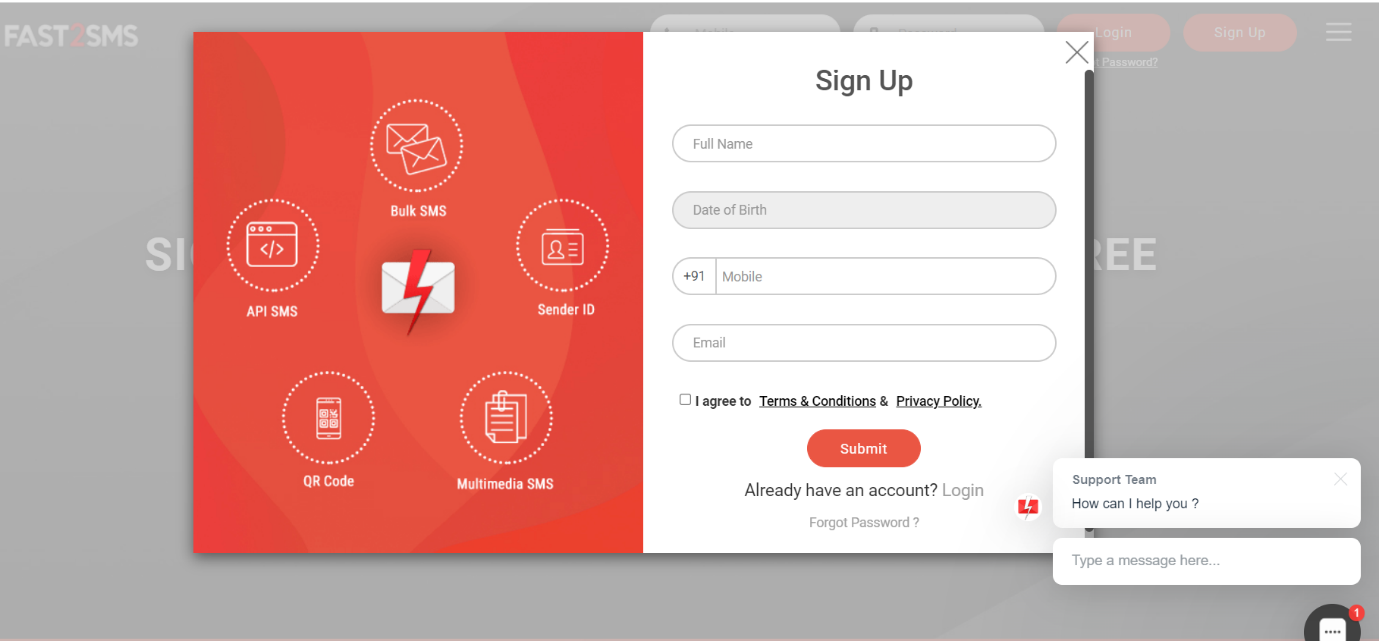 FAST2SMS
Mobile
Password
Login
Sign Up
Password?
Sign Up
Full Name
Date of Birth
+91 Mobile
Email
I agree to Terms & Conditions & Privacy Policy.
Submit
Already have an account? Login
Forgot Password ?
Bulk SMS
API SMS
Sender ID
QR Code
Multimedia SMS
Support Team
How can I help you ?
Type a message here...
1